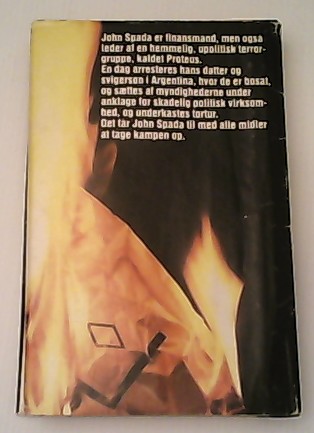 John Spada er finansmand, men også
leder af en hemmelig, upolitisk terror-
gruppe, kaldet Proteus.
En dag arresteres hans datter og
svigersøn i Argentina, hvor de er bosat,
og sættes af myndighederne under
anklage for skadelig politisk virksom-
hed, og underkastes tortur.
Det får John Spada til med alle midler
at tage kampen op.